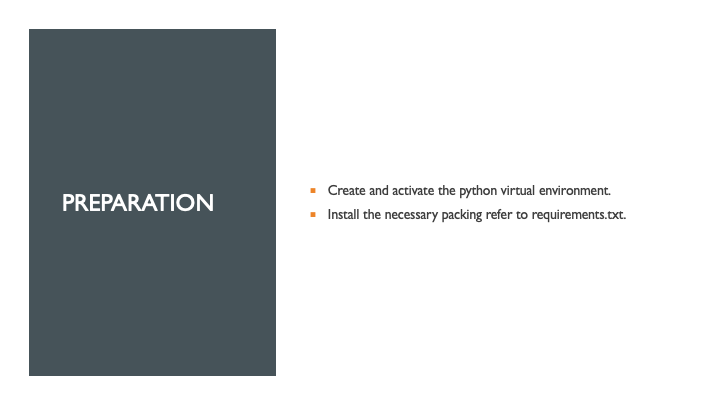 PREPARATION
Create and activate the python virtual environment.
Install the necessary packing refer to requirements.txt.